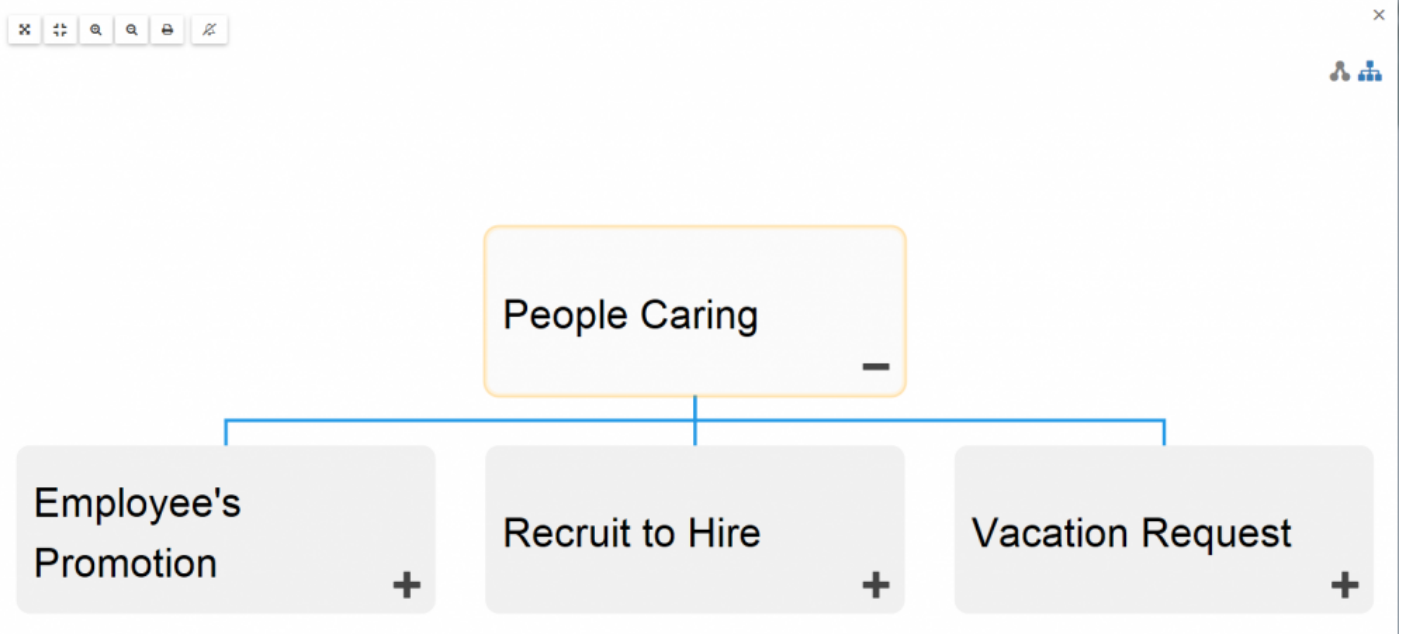 People Caring
Employee's
Promotion
Recruit to Hire
Vacation Request